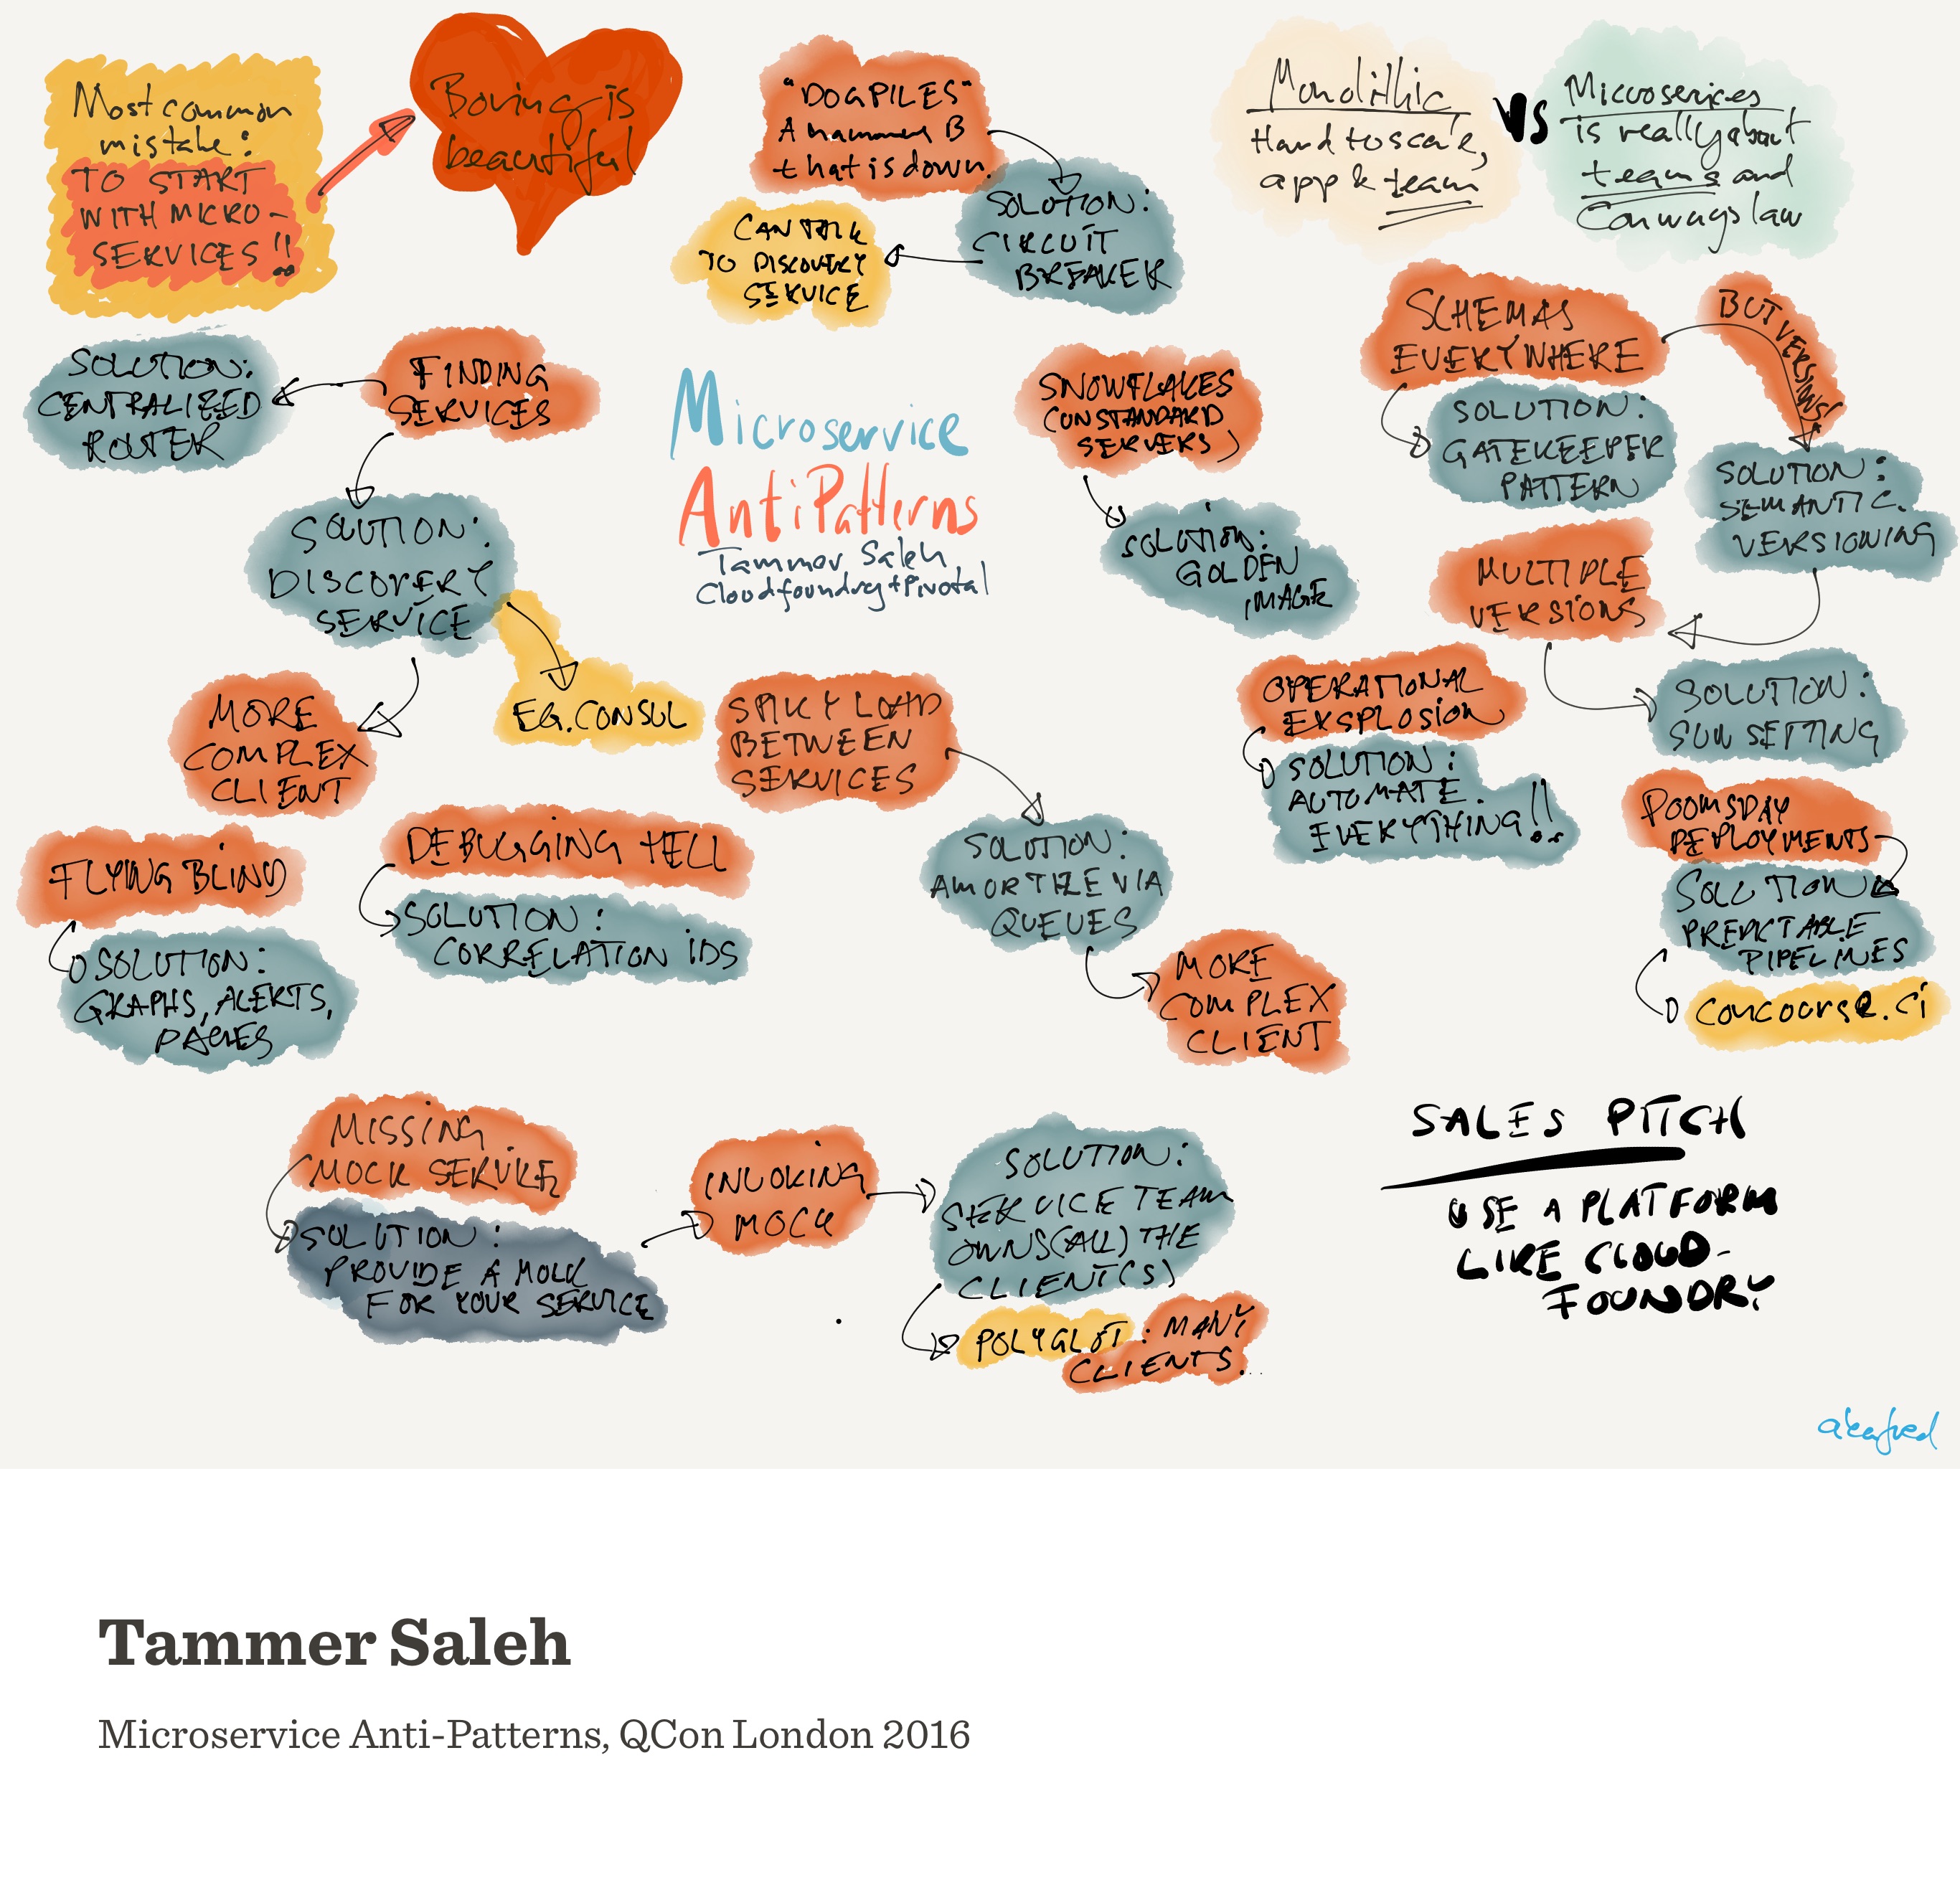 Most common
mistake:
TO START
WITH MICRO-
SERVICES!!
Boring is
beautiful
"DOGPILES"
A hammers B
that is down.
SOLUTION:
CIRCUIT
BREAKER
CAN TALK
TO DISCOVERY
SERVICE
Monolithic
Hard to scale,
app & team
VS
Microservices
is really about
teams and
Conways law
SOLUTION:
CENTRALIZED
ROUTER
FINDING
SERVICES
SOLUTION:
DISCOVERY
SERVICE
EG. CONSUL
MORE
COMPLEX
CLIENT
Microservice
AntiPatterns
Tammer Saleh
Cloudfoundry + Pivotal
SNOWFLAKES
STANDARD
SERVERS)
SOLUTION:
GOLDEN
IMAGE
SCHEMAS
EVERYWHERE
BUT VERSIONS!
SOLUTION:
GATEKEEPER
PATTERN
SOLUTION:
SEMANTIC.
VERSIONING
MULTIPLE
VERSIONS
SOLUTION:
SUNSETTING
SPIKY LOAD
BETWEEN
SERVICES
SOLUTION:
AMORTIZE VIA
QUEUES
MORE
COMPLEX
CLIENT
OPERATIONAL
EXSPLOSION
SOLUTION:
AUTOMATE
EVERYTHING!!
DOOMSDAY
DEPLOYMENTS
SOLUTION
PREDICTABLE
PIPELINES
Concourse.ci
FLYING BLIND
SOLUTION:
GRAPHS, ALERTS,
PAGES
DEBUGGING HELL
SOLUTION:
CORRELATION IDS
MISSING
MOCK SERVICE
SOLUTION:
PROVIDE A MOCK
FOR YOUR SERVICE
INVOKING
MOCK
SOLUTION:
SERVICE TEAM
OWNS (ALL) THE
CLIENT(S)
POLYGLOT: MANY
CLIENTS...
SALES PITCH
USE A PLATFORM
LIKE CLOUD-
FOUNDRY
Tammer Saleh
Microservice Anti-Patterns, QCon London 2016